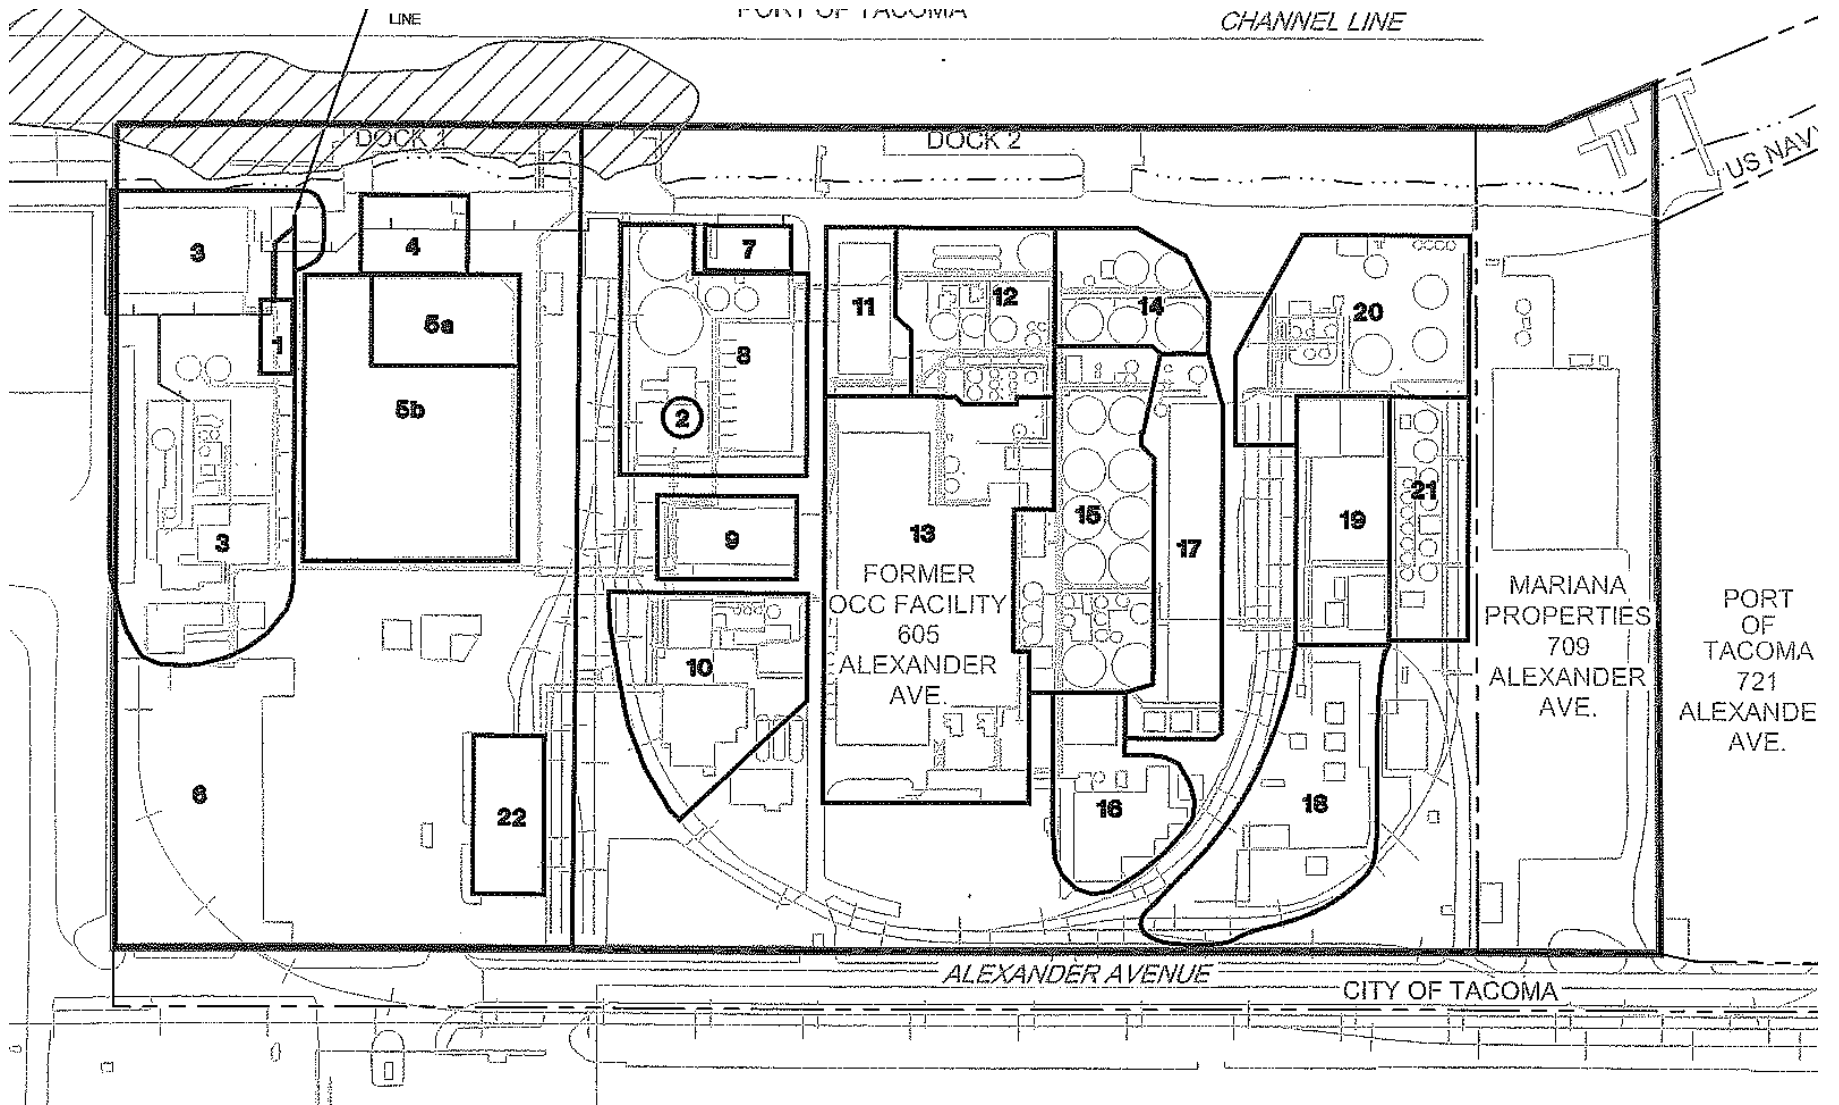 LINE
PORT OF TACOMA
CHANNEL LINE
DOCK 1
DOCK 2
US NAVY
3
4
7
5a
1
11
12
14
20
8
5b
2
21
15
19
9
13
17
3
FORMER
OCC FACILITY
605
ALEXANDER
AVE.
10
MARIANA
PROPERTIES
709
ALEXANDER
AVE.
PORT
OF
TACOMA
721
ALEXANDE
AVE.
6
22
16
18
ALEXANDER AVENUE
CITY OF TACOMA